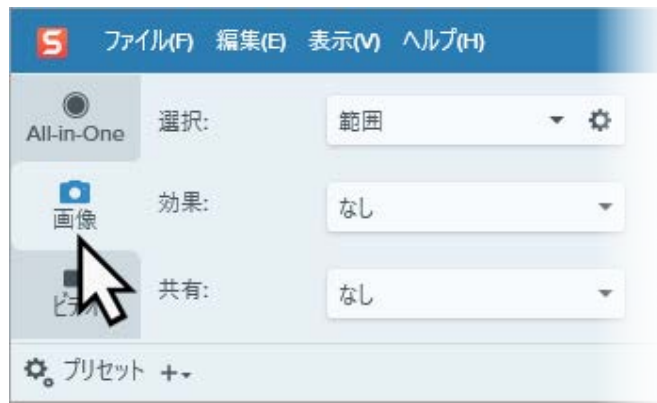 S ファイル(F) 編集(E) 表示(V) ヘルプ(H)
All-in-One 選択: 範囲
画像 効果: なし
共有: なし
プリセット